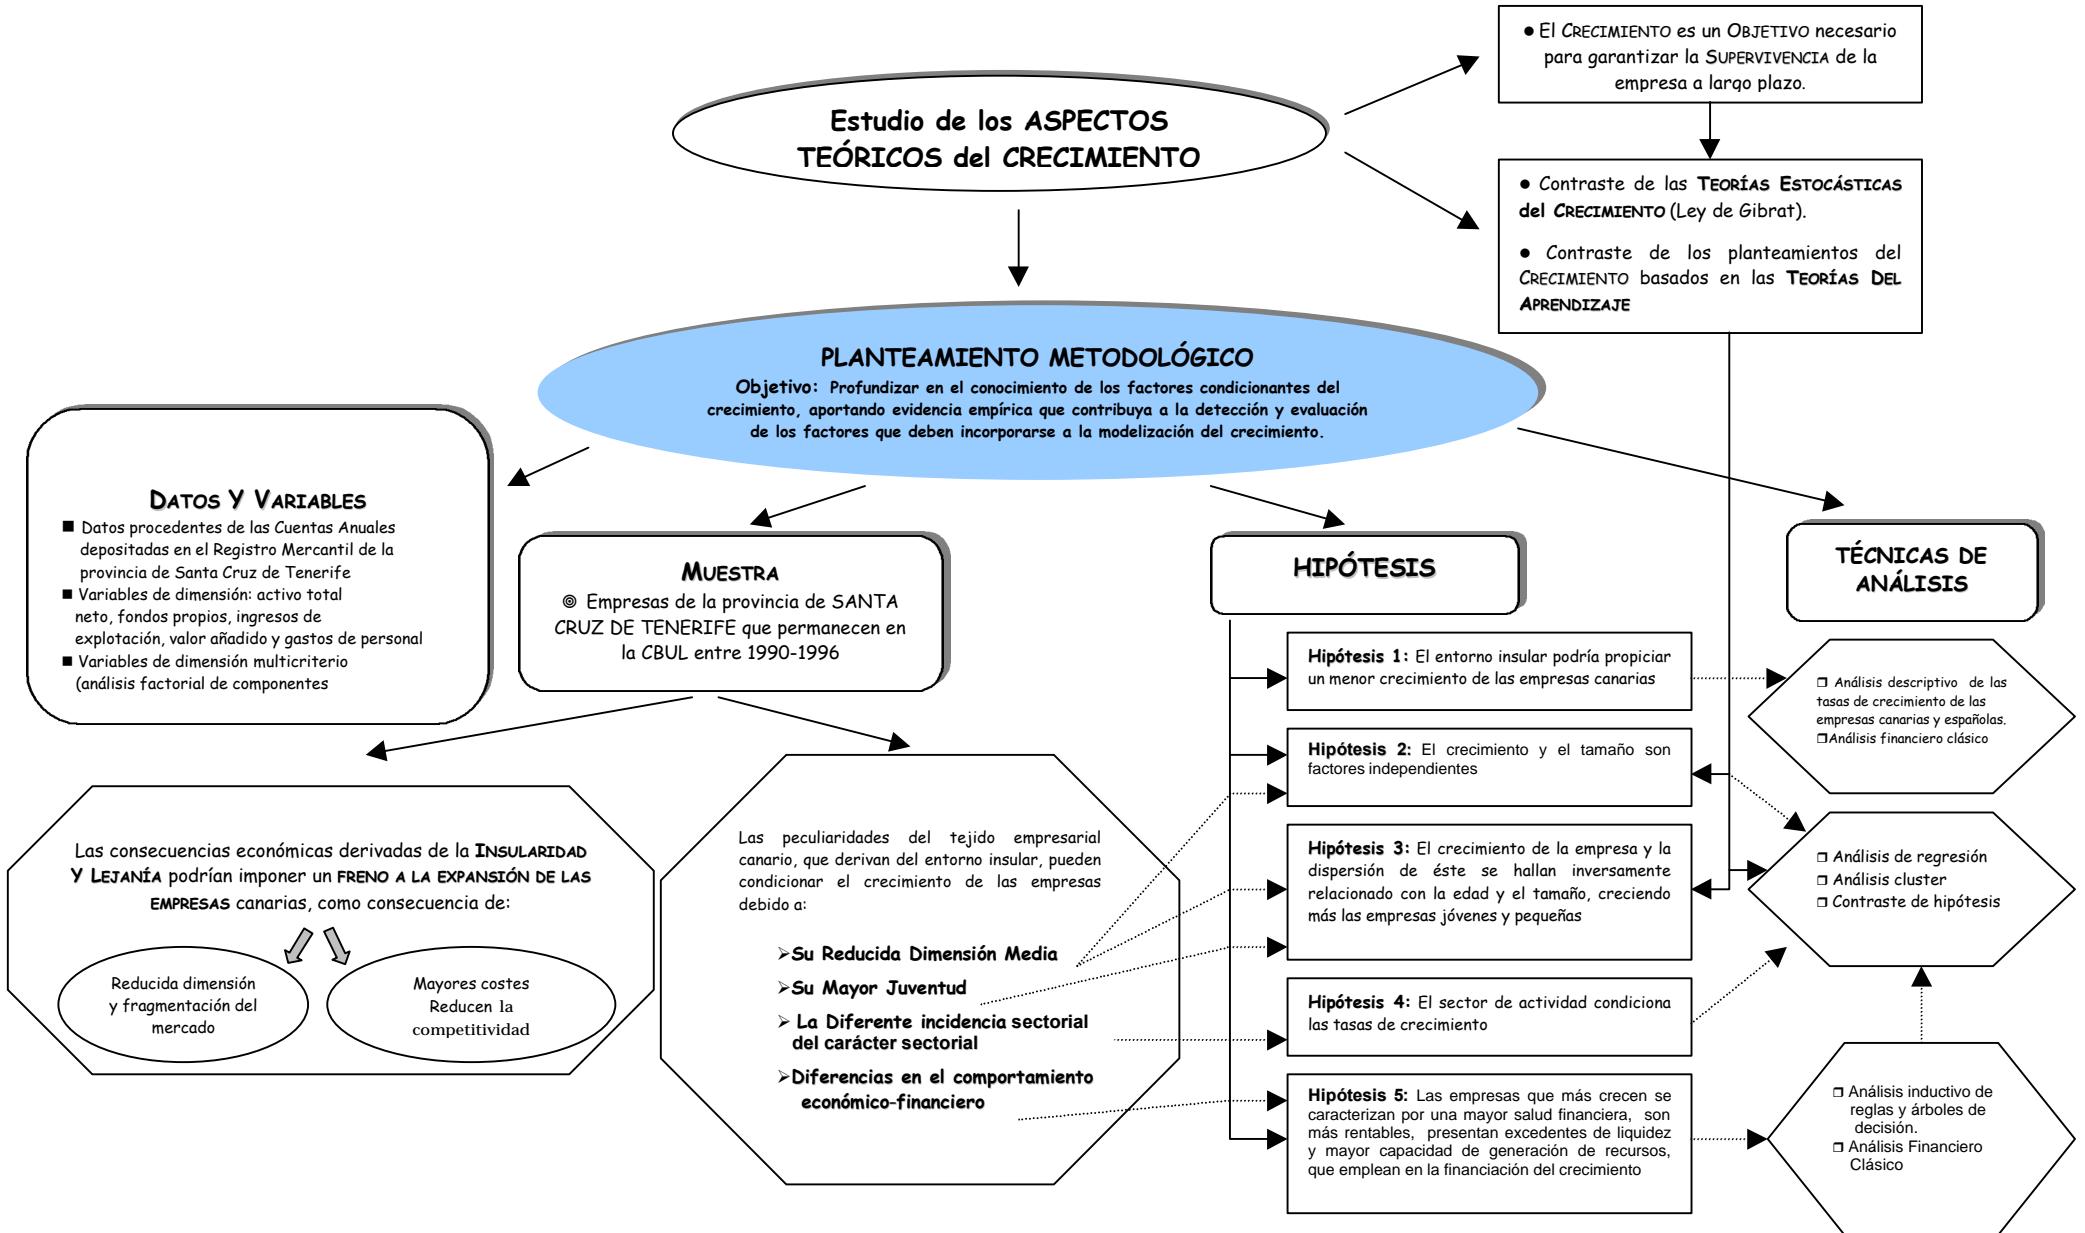 ● El CRECIMIENTO es un OBJETIVO necesario
para garantizar la SUPERVIVENCIA de la
empresa a largo plazo.
Estudio de los ASPECTOS
TEÓRICOS del CRECIMIENTO
● Contraste de las TEORÍAS ESTOCÁSTICAS
del CRECIMIENTO (Ley de Gibrat).
● Contraste de los planteamientos del
CRECIMIENTO basados en las TEORÍAS DEL
APRENDIZAJE
PLANTEAMIENTO METODOLÓGICO
Objetivo: Profundizar en el conocimiento de los factores condicionantes del
crecimiento, aportando evidencia empírica que contribuya a la detección y evaluación
de los factores que deben incorporarse a la modelización del crecimiento.
DATOS Y VARIABLES
■ Datos procedentes de las Cuentas Anuales
depositadas en el Registro Mercantil de la
provincia de Santa Cruz de Tenerife
■ Variables de dimensión: activo total
neto, fondos propios, ingresos de
explotación, valor añadido y gastos de personal
■ Variables de dimensión multicriterio
(análisis factorial de componentes
MUESTRA
◎ Empresas de la provincia de SANTA
CRUZ DE TENERIFE que permanecen en
la CBUL entre 1990-1996
HIPÓTESIS
TÉCNICAS DE
ANÁLISIS
Hipótesis 1: El entorno insular podría propiciar
un menor crecimiento de las empresas canarias
❒ Análisis descriptivo de las
tasas de crecimiento de las
empresas canarias y españolas.
❒Análisis financiero clásico
Hipótesis 2: El crecimiento y el tamaño son
factores independientes
Las consecuencias económicas derivadas de la INSULARIDAD
Y LEJANÍA podrían imponer un FRENO A LA EXPANSIÓN DE LAS
EMPRESAS canarias, como consecuencia de:
Reducida dimensión
y fragmentación del
mercado
Mayores costes
Reducen la
competitividad
Las peculiaridades del tejido empresarial
canario, que derivan del entorno insular, pueden
condicionar el crecimiento de las empresas
debido a:
➢Su Reducida Dimensión Media
➢Su Mayor Juventud
➢ La Diferente incidencia sectorial
del carácter sectorial
➢Diferencias en el comportamiento
económico-financiero
Hipótesis 3: El crecimiento de la empresa y la
dispersión de éste se hallan inversamente
relacionado con la edad y el tamaño, creciendo
más las empresas jóvenes y pequeñas
❒ Análisis de regresión
❒ Análisis cluster
❒ Contraste de hipótesis
Hipótesis 4: El sector de actividad condiciona
las tasas de crecimiento
Hipótesis 5: Las empresas que más crecen se
caracterizan por una mayor salud financiera, son
más rentables, presentan excedentes de liquidez
y mayor capacidad de generación de recursos,
que emplean en la financiación del crecimiento
❒ Análisis inductivo de
reglas y árboles de
decisión.
❒ Análisis Financiero
Clásico